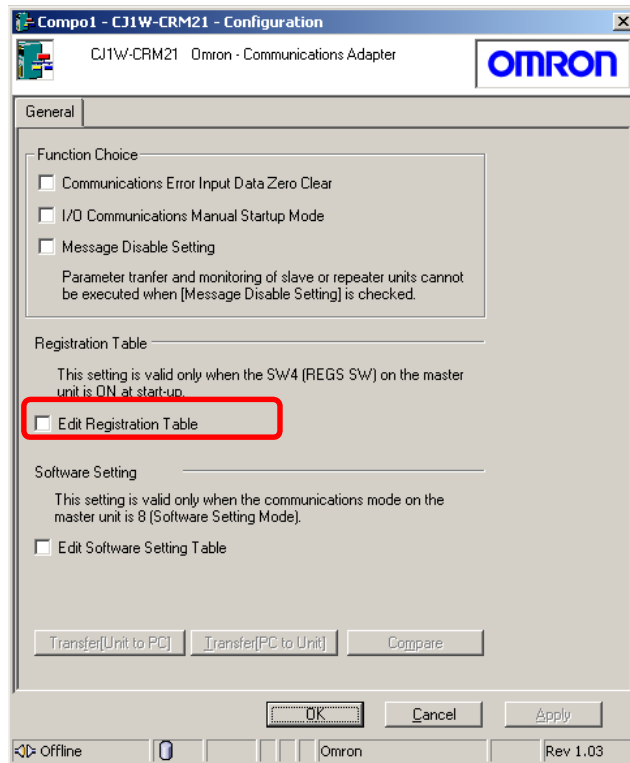 Compo1 - CJ1W-CRM21 - Configuration
CJ1W-CRM21 Omron - Communications Adapter
OMRON
General
Function Choice
Communications Error Input Data Zero Clear
I/O Communications Manual Startup Mode
Message Disable Setting
Parameter tranfer and monitoring of slave or repeater units cannot
be executed when [Message Disable Setting] is checked.
Registration Table
This setting is valid only when the SW4 (REGS SW) on the master
unit is ON at start-up.
Edit Registration Table
Software Setting
This setting is valid only when the communications mode on the
master unit is 8 (Software Setting Mode).
Edit Software Setting Table
Transfer[Unit to PC] Transfer[PC to Unit] Compare
OK Cancel Apply
Offline Omron Rev 1.03